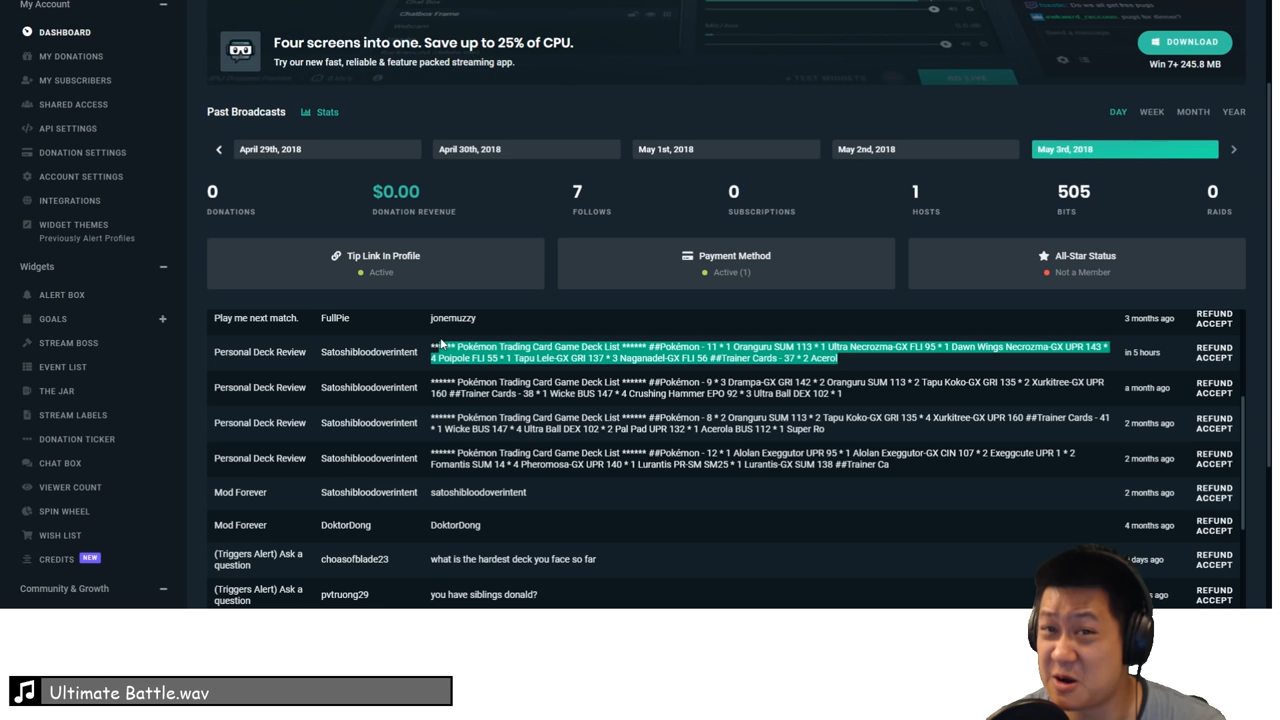 My Account
DASHBOARD
MY DONATIONS
MY SUBSCRIBERS
SHARED ACCESS
API SETTINGS
DONATION SETTINGS
ACCOUNT SETTINGS
INTEGRATIONS
WIDGET THEMES
Previously Alert Profiles
Widgets
ALERT BOX
GOALS
STREAM BOSS
EVENT LIST
THE JAR
STREAM LABELS
DONATION TICKER
CHAT BOX
VIEWER COUNT
SPIN WHEEL
WISH LIST
CREDITS NEW
Community & Growth
Chatbox Frame
Four screens into one. Save up to 25% of CPU.
Try our new fast, reliable & feature packed streaming app.
DOWNLOAD
Win 7+ 245.8 MB
TEST WIDGETS
Past Broadcasts Stats
DAY WEEK MONTH YEAR
April 29th, 2018 April 30th, 2018 May 1st, 2018 May 2nd, 2018 May 3rd, 2018
0 $0.00 7 0 1 505 0
DONATIONS DONATION REVENUE FOLLOWS SUBSCRIPTIONS HOSTS BITS RAIDS
Tip Link In Profile Payment Method All-Star Status
Active Active (1) Not a Member
Play me next match. FullPie jonemuzzy 3 months ago REFUND
ACCEPT
Personal Deck Review Satoshibloodoverintent ****** Pokémon Trading Card Game Deck List ****** ##Pokémon - 11 * 1 Oranguru SUM 113 * 1 Ultra Necrozma-GX FLI 95 * 1 Dawn Wings Necrozma-GX UPR 143 * in 5 hours REFUND
4 Poipole FLI 55 * 1 Tapu Lele-GX GRI 137 * 3 Naganadel-GX FLI 56 ##Trainer Cards - 37 * 2 Acerol ACCEPT
Personal Deck Review Satoshibloodoverintent ****** Pokémon Trading Card Game Deck List ****** ##Pokémon - 9 * 3 Drampa-GX GRI 142 * 2 Oranguru SUM 113 * 2 Tapu Koko-GX GRI 135 * 2 Xurkitree-GX UPR a month ago REFUND
160 ##Trainer Cards - 38 * 1 Wicke BUS 147 * 4 Crushing Hammer EPO 92 * 3 Ultra Ball DEX 102 * 1 ACCEPT
Personal Deck Review Satoshibloodoverintent ****** Pokémon Trading Card Game Deck List ****** ##Pokémon - 8 * 2 Oranguru SUM 113 * 2 Tapu Koko-GX GRI 135 * 4 Xurkitree-GX UPR 160 ##Trainer Cards - 41 2 months ago REFUND
* 1 Wicke BUS 147 * 4 Ultra Ball DEX 102 * 2 Pal Pad UPR 132 * 1 Acerola BUS 112 * 1 Super Ro ACCEPT
Personal Deck Review Satoshibloodoverintent ****** Pokémon Trading Card Game Deck List ****** ##Pokémon - 12 * 1 Alolan Exeggutor UPR 95 * 1 Alolan Exeggutor-GX CIN 107 * 2 Exeggcute UPR 1 * 2 2 months ago REFUND
Fomantis SUM 14 * 4 Pheromosa-GX UPR 140 * 1 Lurantis PR-SM SM25 * 1 Lurantis-GX SUM 138 ##Trainer Ca ACCEPT
Mod Forever Satoshibloodoverintent satoshibloodoverintent 2 months ago REFUND
ACCEPT
Mod Forever DoktorDong DoktorDong 4 months ago REFUND
ACCEPT
(Triggers Alert) Ask a question choasofblade23 what is the hardest deck you face so far days ago REFUND
ACCEPT
(Triggers Alert) Ask a question pvtruong29 you have siblings donald? ago REFUND
ACCEPT
Ultimate Battle.wav